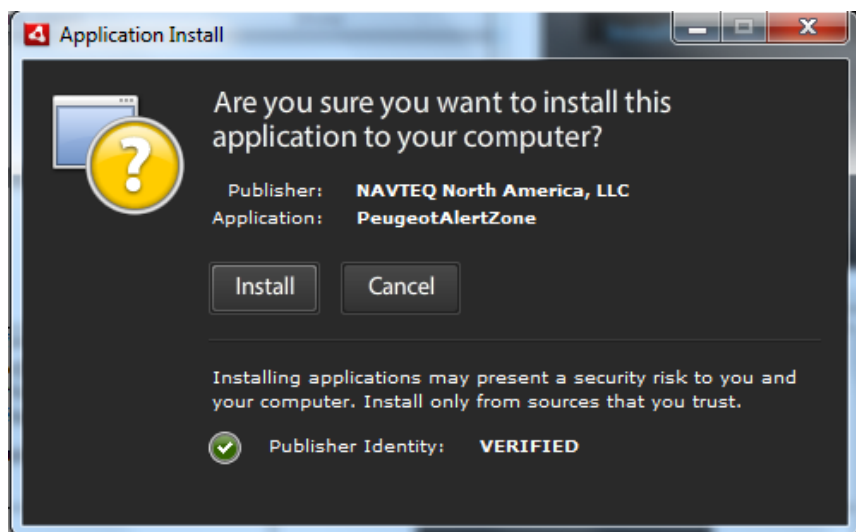 Application Install
Are you sure you want to install this
application to your computer?
Publisher: NAVTEQ North America, LLC
Application: PeugeotAlertZone
Install Cancel
Installing applications may present a security risk to you and
your computer. Install only from sources that you trust.
Publisher Identity: VERIFIED